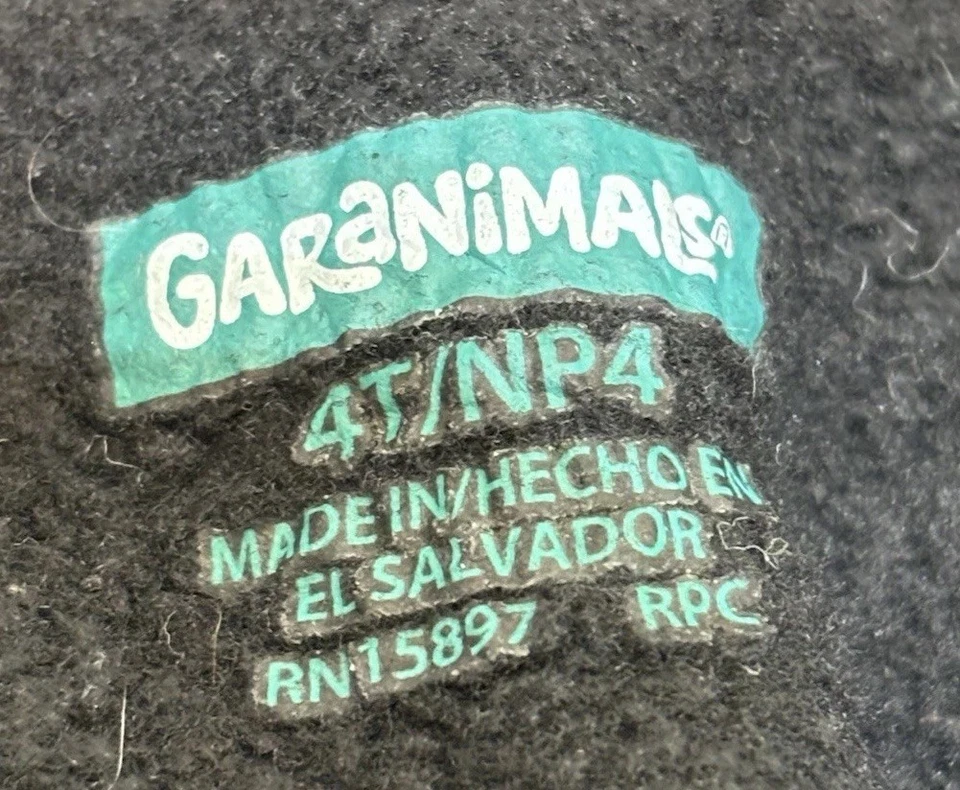 GARANIMALS®
4T/NP4
MADE IN/HECHO EN
EL SALVADOR
RN15897 RPC